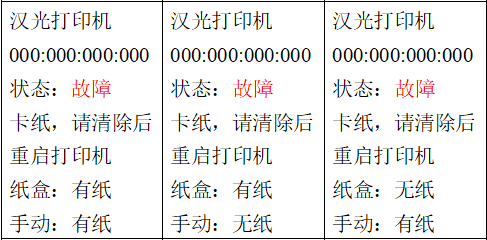 汉光打印机
000:000:000:000
状态：故障
卡纸，请清除后
重启打印机
纸盒：有纸
手动：有纸
汉光打印机
000:000:000:000
状态：故障
卡纸，请清除后
重启打印机
纸盒：有纸
手动：无纸
汉光打印机
000:000:000:000
状态：故障
卡纸，请清除后
重启打印机
纸盒：无纸
手动：有纸